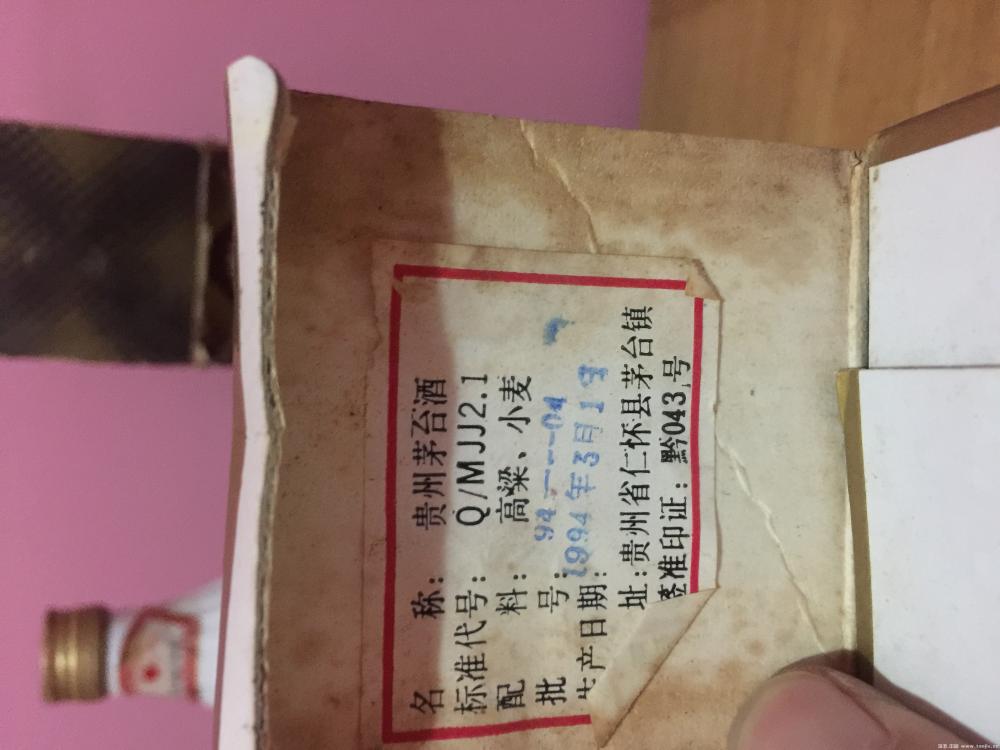 名 称: 贵州茅台酒
标准代号: Q/MJJ2.1
配 料: 高粱、小麦
批 号: 94---04
生产日期: 1994年3月1日
址: 贵州省仁怀县茅台镇
准印证: 黔043号